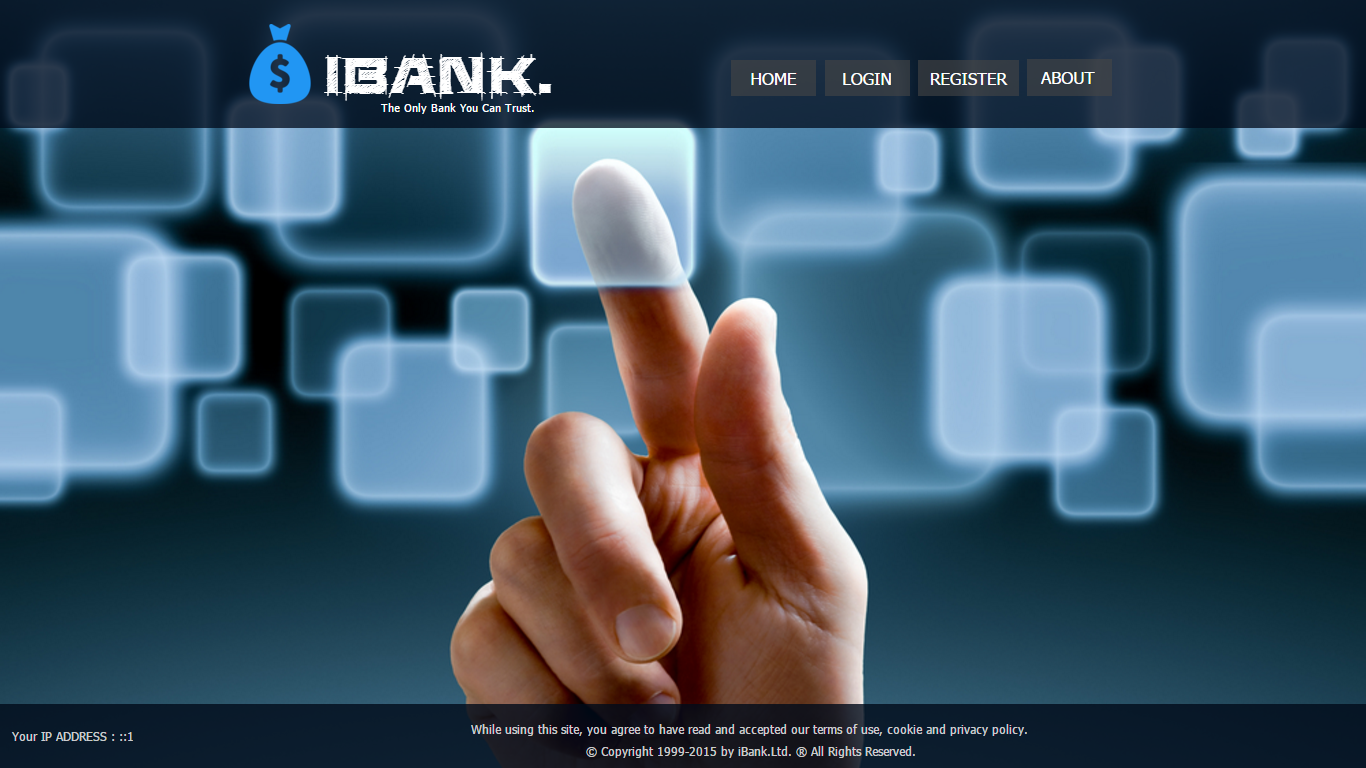 IBANK.
The Only Bank You Can Trust.
HOME LOGIN REGISTER ABOUT
Your IP ADDRESS : ::1
While using this site, you agree to have read and accepted our terms of use, cookie and privacy policy.
© Copyright 1999-2015 by iBank.Ltd. ® All Rights Reserved.